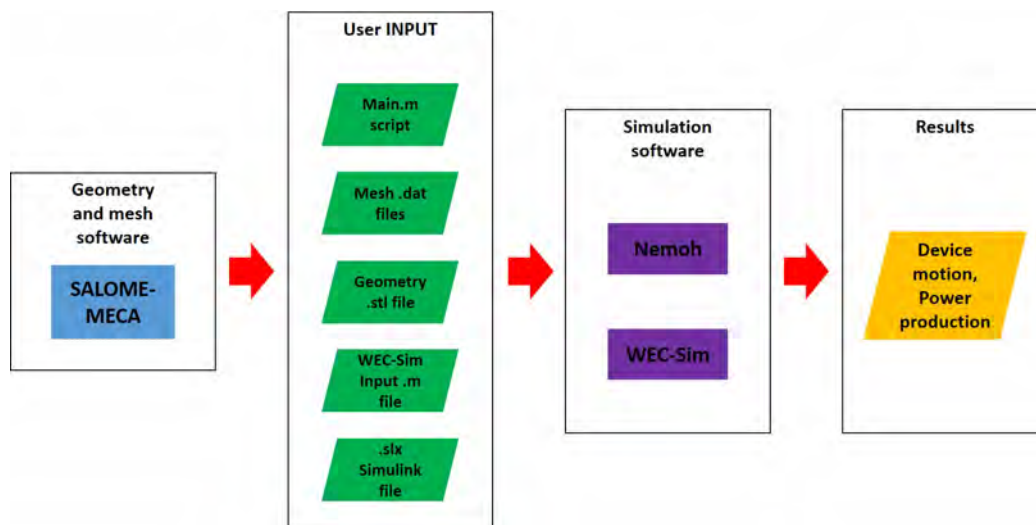 Geometry
and mesh
software
SALOME-
MECA
User INPUT
Main.m
script
Mesh .dat
files
Geometry
.stl file
WEC-Sim
Input .m
file
.slx
Simulink
file
Simulation
software
Nemoh
WEC-Sim
Results
Device
motion,
Power
production